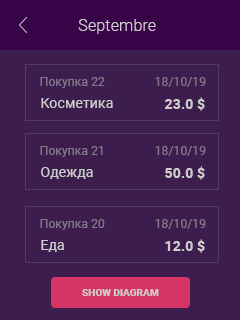 Septembre
Покупка 22 18/10/19
Косметика 23.0 $
Покупка 21 18/10/19
Одежда 50.0 $
Покупка 20 18/10/19
Еда 12.0 $
SHOW DIAGRAM